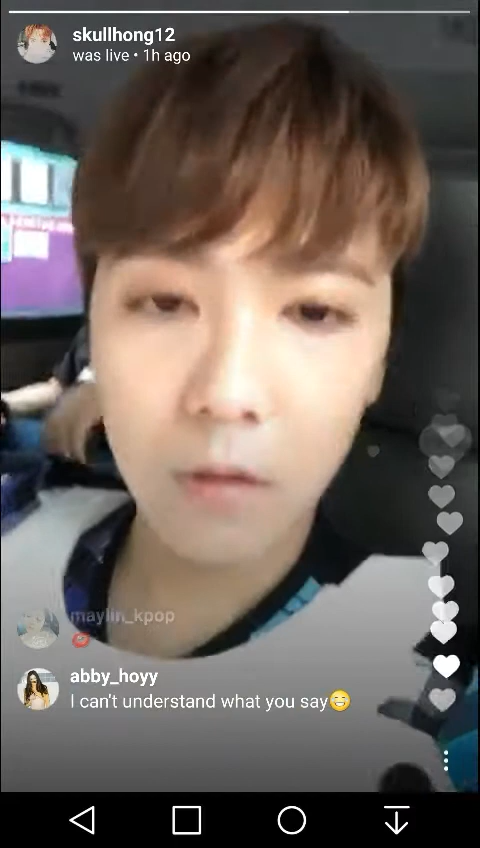 skullhong12
was live • 1h ago
maylin_kpop
💋
abby_hoyy
I can't understand what you say😁